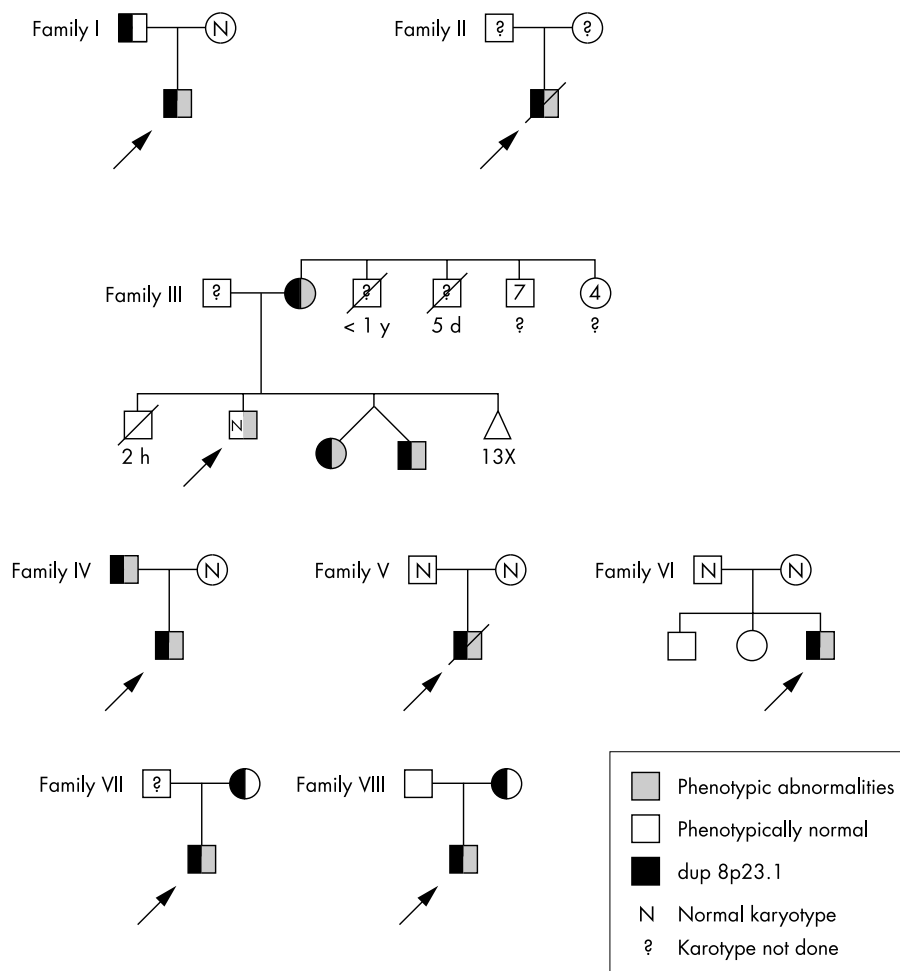 Family I N
Family II ? ?
Family III ? ? ? 7 4
< 1 y 5 d ? ?
N
2 h 13X
Family IV N
Family V N N
Family VI N N
Family VII ?
Family VIII
Phenotypic abnormalities
Phenotypically normal
dup 8p23.1
N Normal karyotype
? Karotype not done